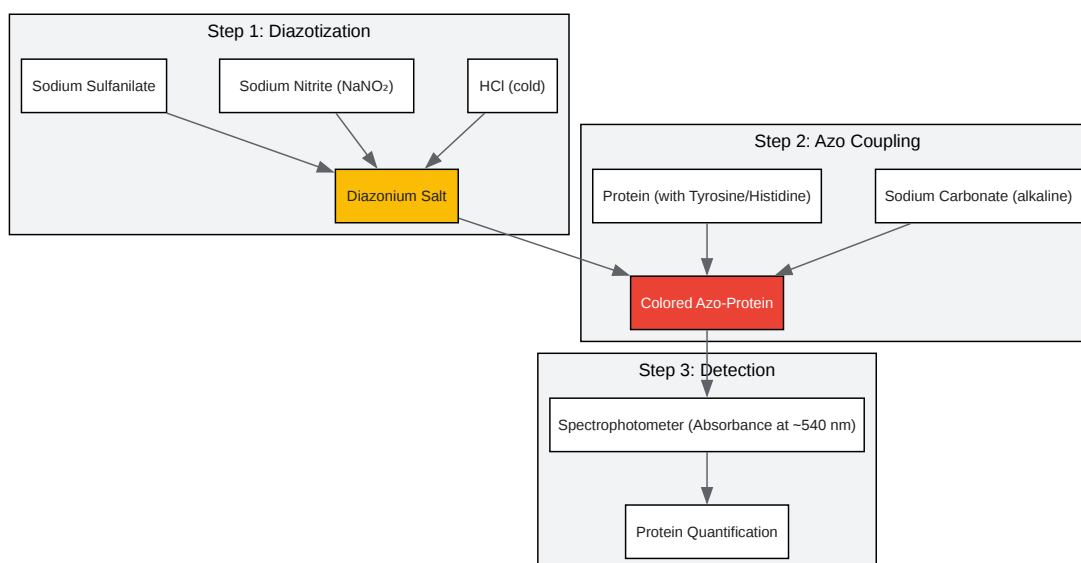 Step 1: Diazotization
Sodium Sulfanilate
Sodium Nitrite (NaNO₂)
HCl (cold)
Diazonium Salt
Step 2: Azo Coupling
Protein (with Tyrosine/Histidine)
Sodium Carbonate (alkaline)
Colored Azo-Protein
Step 3: Detection
Spectrophotometer (Absorbance at ~540 nm)
Protein Quantification